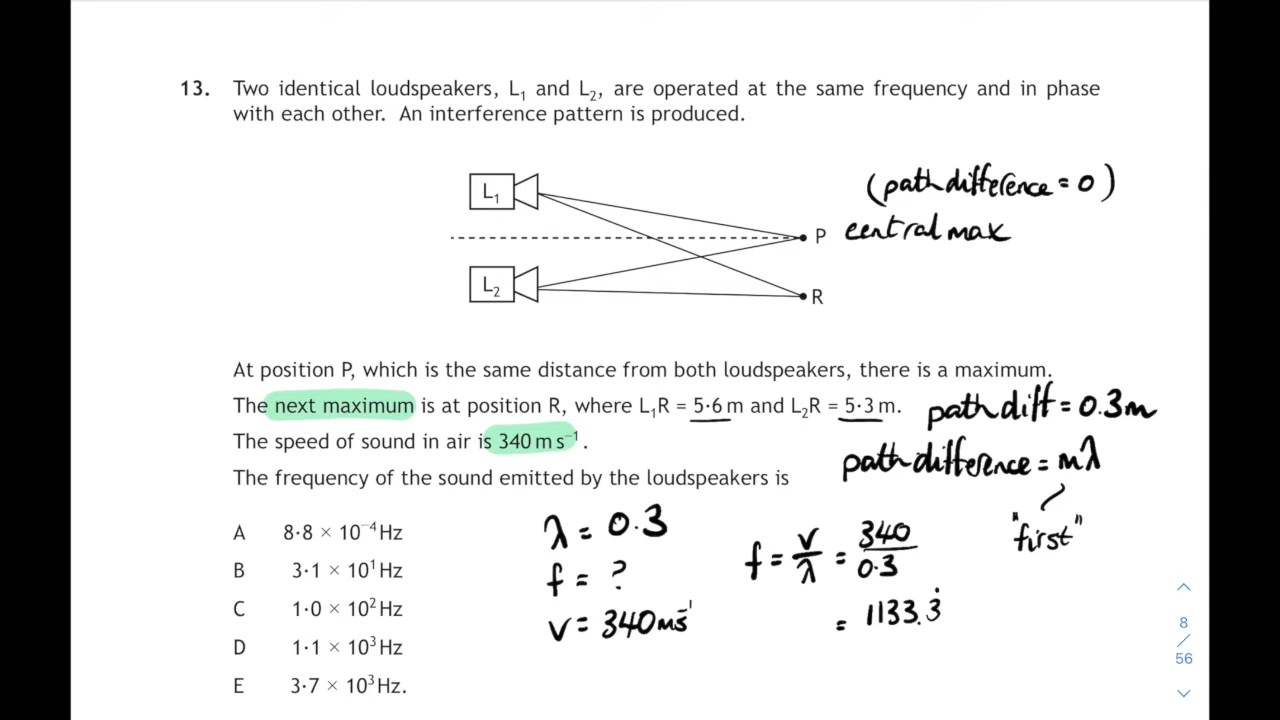 13. Two identical loudspeakers, L₁ and L₂, are operated at the same frequency and in phase
with each other. An interference pattern is produced.
L₁
(path difference = 0)
P central max
L₂
R
At position P, which is the same distance from both loudspeakers, there is a maximum.
The next maximum is at position R, where L₁R = 5·6 m and L₂R = 5·3 m. path diff = 0.3m
The speed of sound in air is 340 m s⁻¹.
path difference = mλ
The frequency of the sound emitted by the loudspeakers is
"first"
A 8·8 × 10⁻⁴ Hz
B 3·1 × 10¹ Hz
C 1·0 × 10² Hz
D 1·1 × 10³ Hz
E 3·7 × 10³ Hz.
λ = 0.3
f = ?
v = 340 ms⁻¹
f = v/λ = 340/0.3
= 1133.3̇
8
/
56